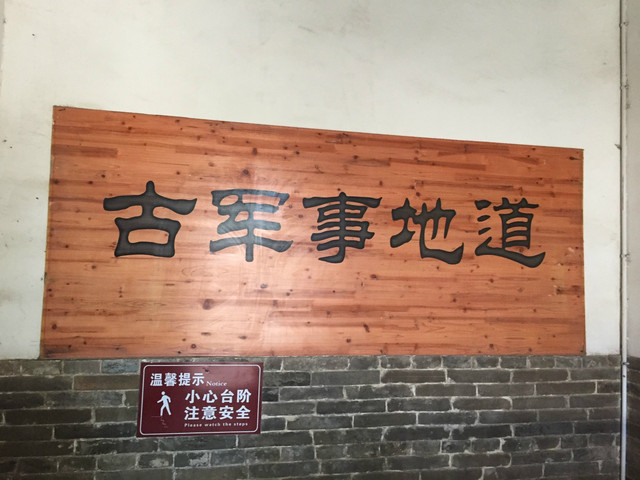 古军事地道
温馨提示 Notice
小心台阶
注意安全
Please watch the steps